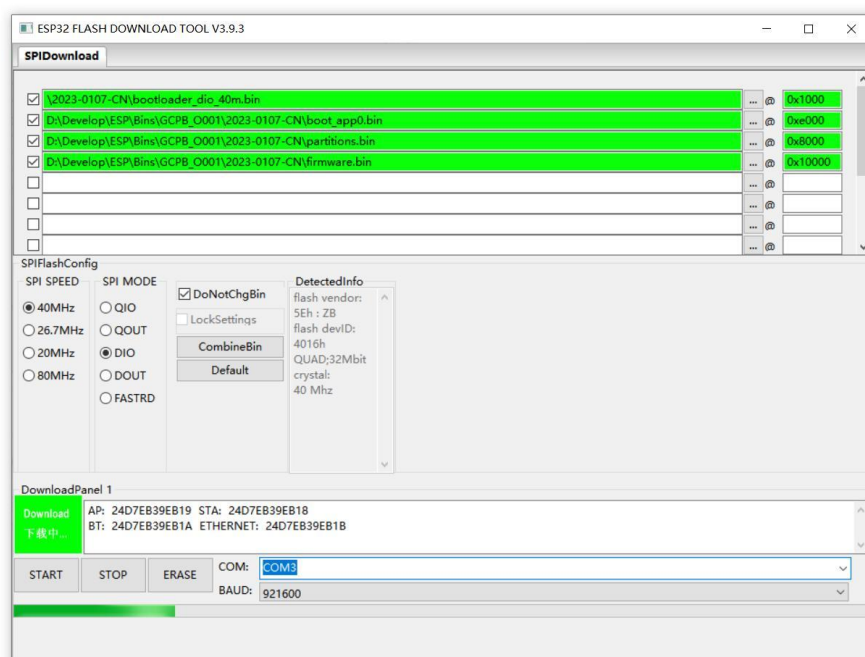 ESP32 FLASH DOWNLOAD TOOL V3.9.3
SPIDownload
\2023-0107-CN\bootloader_dio_40m.bin ... @ 0x1000
D:\Develop\ESP\Bins\GCPB_O001\2023-0107-CN\boot_app0.bin ... @ 0xe000
D:\Develop\ESP\Bins\GCPB_O001\2023-0107-CN\partitions.bin ... @ 0x8000
D:\Develop\ESP\Bins\GCPB_O001\2023-0107-CN\firmware.bin ... @ 0x10000
... @
... @
... @
... @
SPIFlashConfig
SPI SPEED
40MHz
26.7MHz
20MHz
80MHz
SPI MODE
QIO
QOUT
DIO
DOUT
FASTRD
DoNotChgBin
LockSettings
CombineBin
Default
DetectedInfo
flash vendor:
5Eh : ZB
flash devID:
4016h
QUAD;32Mbit
crystal:
40 Mhz
DownloadPanel 1
Download
下载中...
AP: 24D7EB39EB19 STA: 24D7EB39EB18
BT: 24D7EB39EB1A ETHERNET: 24D7EB39EB1B
START STOP ERASE
COM: COM3
BAUD: 921600